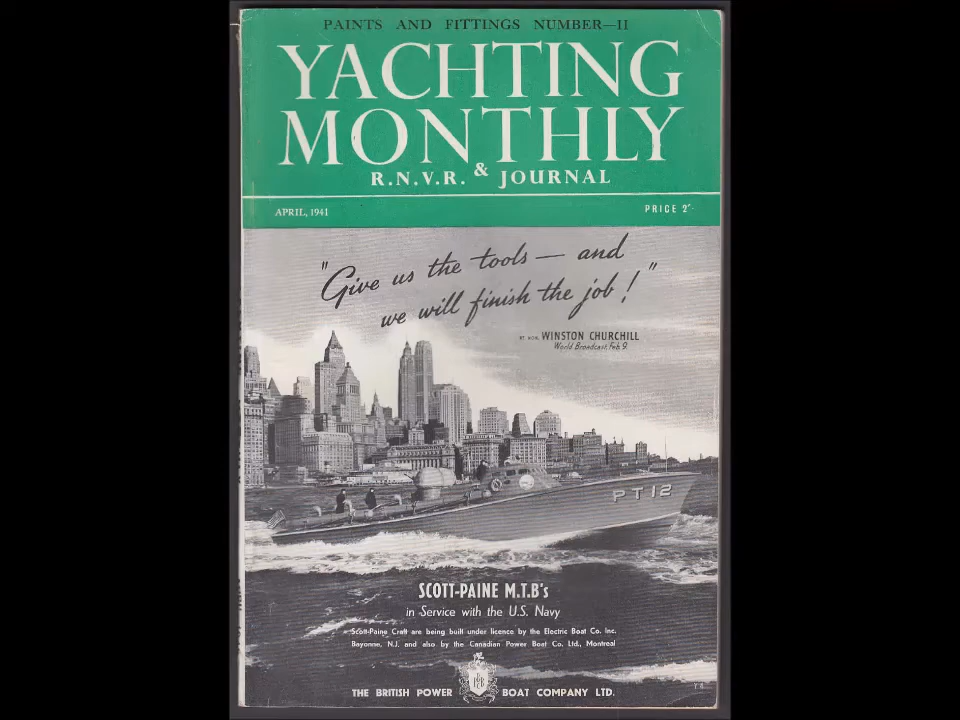 PAINTS AND FITTINGS NUMBER—II
YACHTING
MONTHLY
R.N.V.R. & JOURNAL
APRIL, 1941 PRICE 2'-
"Give us the tools — and
we will finish the job!"
RT. HON. WINSTON CHURCHILL
World Broadcast, Feb. 9.
PT12
SCOTT-PAINE M.T.B's
in Service with the U.S. Navy
Scott-Paine Craft are being built under licence by the Electric Boat Co. Inc.
Bayonne, N.J. and also by the Canadian Power Boat Co. Ltd., Montreal
THE BRITISH POWER BOAT COMPANY LTD.